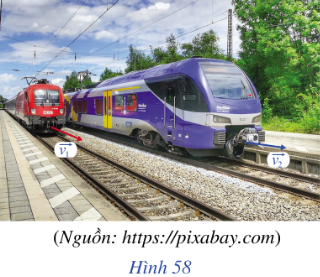 v₁
v₂
(Nguồn: https://pixabay.com)
Hình 58